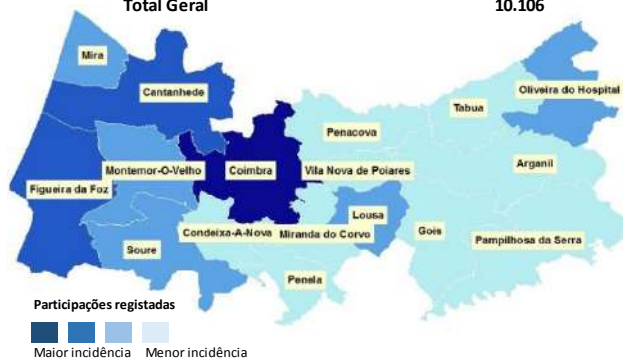 Total Geral 10.106
Mira
Cantanhede
Oliveira do Hospital
Tabua
Penacova
Arganil
Montemor-O-Velho Coimbra Vila Nova de Poiares
Figueira da Foz
Lousa
Condeixa-A-Nova Miranda do Corvo Gois
Pampilhosa da Serra
Soure
Penela
Participações registadas
Maior incidência Menor incidência